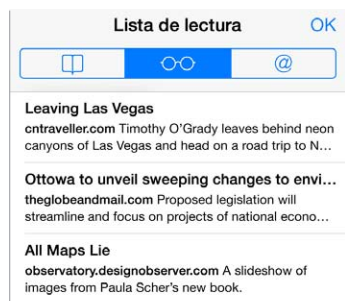 Lista de lectura OK
@
Leaving Las Vegas
cntraveller.com Timothy O'Grady leaves behind neon
canyons of Las Vegas and head on a road trip to N...
Ottowa to unveil sweeping changes to envi...
theglobeandmail.com Proposed legislation will
streamline and focus on projects of national econo...
All Maps Lie
observatory.designobserver.com A slideshow of
images from Paula Scher's new book.